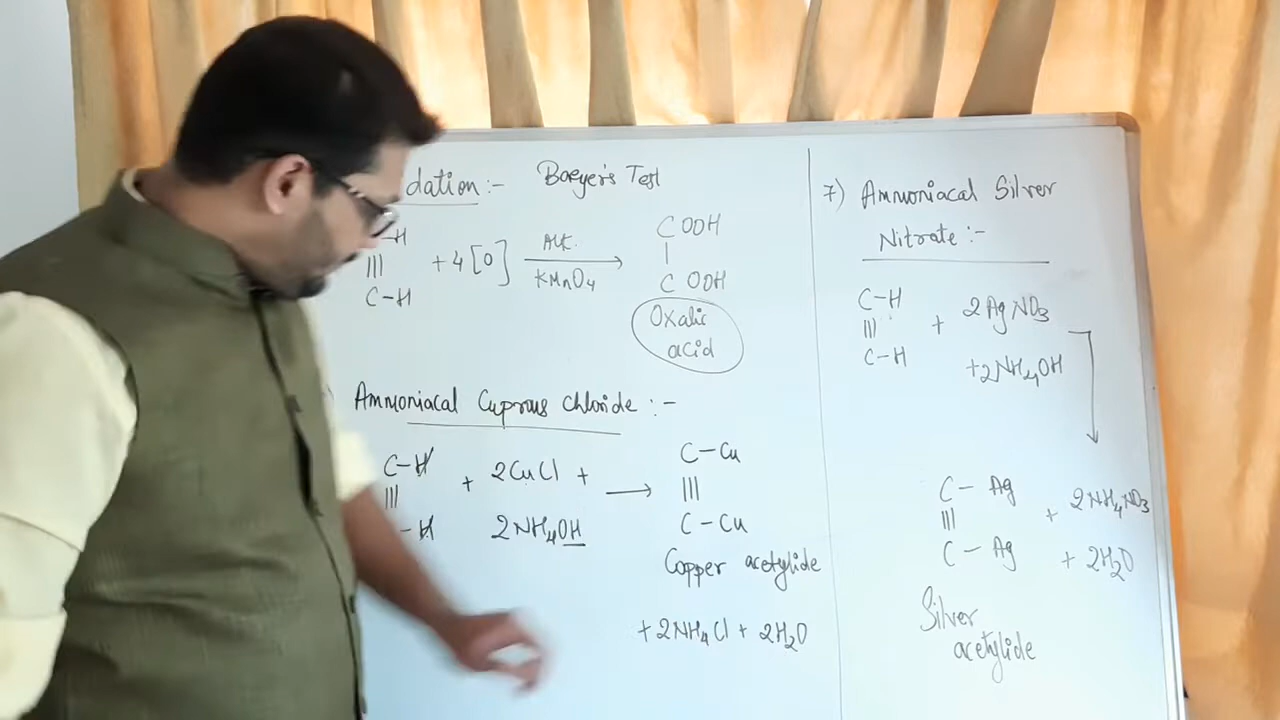 dation:- Baeyer's Test
-H
||| + 4[O] Alk. KMnO4 →
C-H
COOH
|
COOH
Oxalic
acid
Ammoniacal Cuprous Chloride :-
C-H
||| + 2CuCl +
-H 2NH4OH →
C-Cu
|||
C-Cu
Copper acetylide
+ 2NH4Cl + 2H2O
7) Ammoniacal Silver
Nitrate :-
C-H
||| + 2AgNO3
C-H +2NH4OH
C-Ag
||| + 2NH4NO3
C-Ag + 2H2O
Silver
acetylide